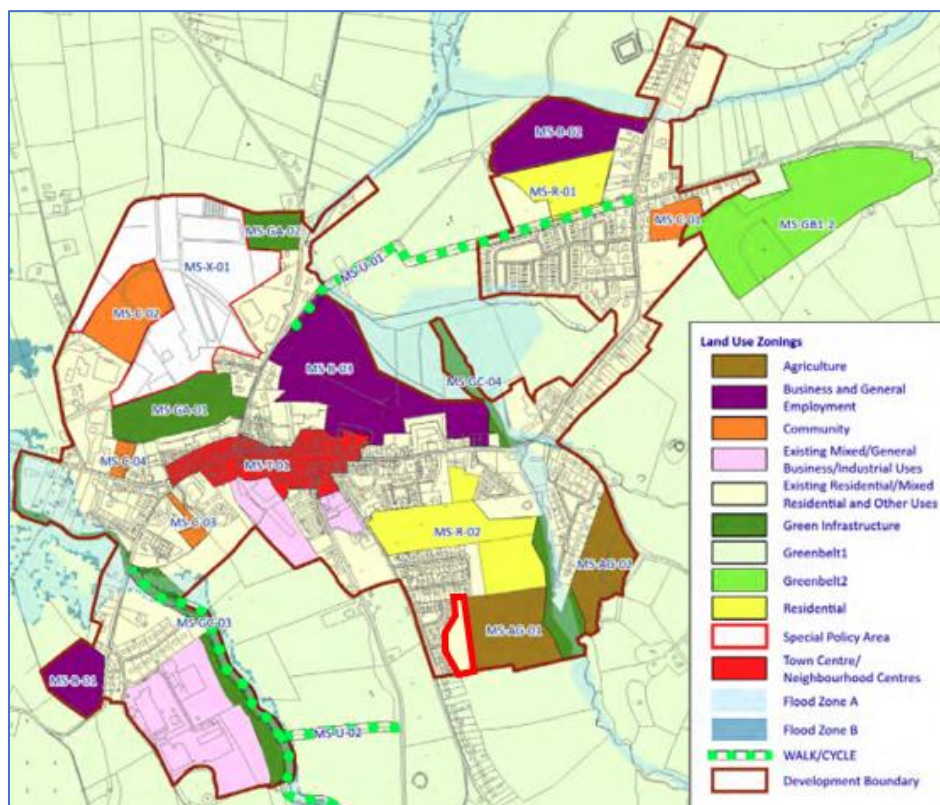 MS-B-02
MS-R-01
MS-C-01
MS-GB1-2
MS-GA-02
MS-X-01
MS-U-01
MS-C-02
MS-B-03
MS-GC-04
MS-GA-01
MS-C-04
MS-T-01
MS-C-03
MS-R-02
MS-AG-01
MS-GC-03
MS-B-01
MS-U-02
Land Use Zonings
Agriculture
Business and General
Employment
Community
Existing Mixed/General
Business/Industrial Uses
Existing Residential/Mixed
Residential and Other Uses
Green Infrastructure
Greenbelt1
Greenbelt2
Residential
Special Policy Area
Town Centre/
Neighbourhood Centres
Flood Zone A
Flood Zone B
WALK/CYCLE
Development Boundary